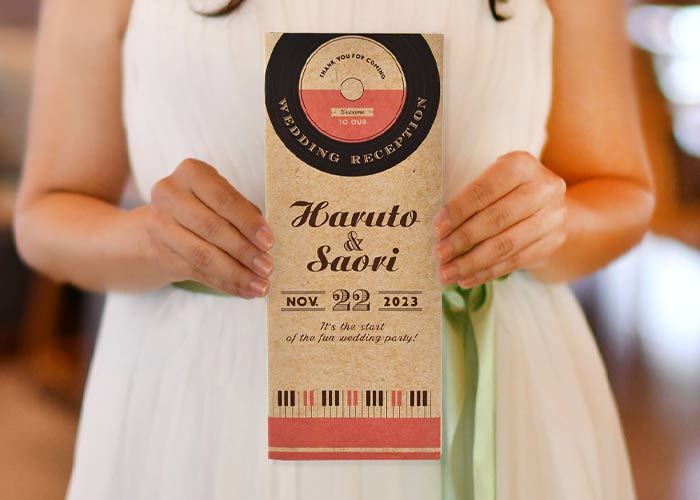 THANK YOU FOR COMING
Welcome
TO OUR
WEDDING RECEPTION
Haruto
&
Saori
NOV. 22 2023
It's the start
of the fun wedding party!